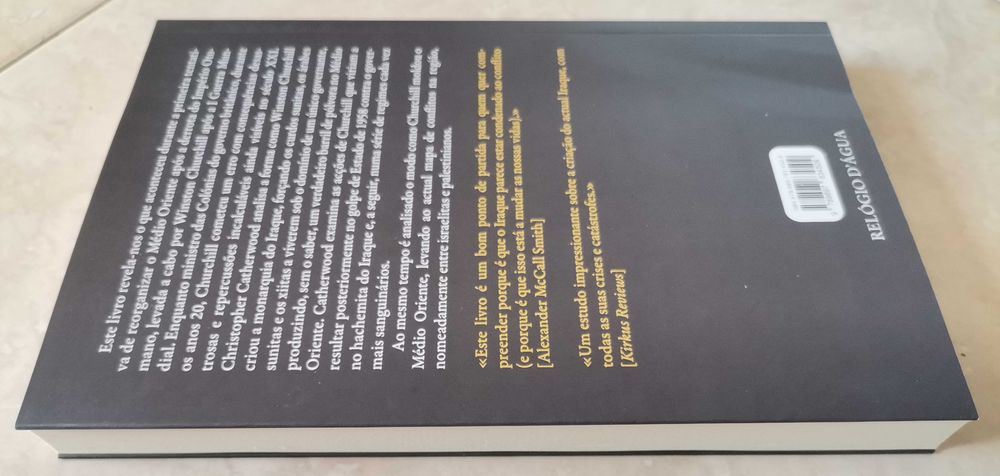 Este livro revela-nos o que aconteceu durante a primeira tentati-
va de reorganizar o Médio Oriente após a derrota do Império Oto-
mano, levada a cabo por Winston Churchill após a I Guerra Mun-
dial. Enquanto ministro das Colónias do governo britânico, durante
os anos 20, Churchill cometeu um erro com consequências desas-
trosas e repercussões incalculáveis ainda visíveis no século XXI.
Christopher Catherwood analisa a forma como Winston Churchill
criou a monarquia do Iraque, forçando os curdos sunitas, os árabes
sunitas e os xiitas a viverem sob o domínio de um único governante,
produzindo, sem o saber, um verdadeiro barril de pólvora no Médio
Oriente. Catherwood examina as acções de Churchill que viriam a
resultar posteriormente no golpe de Estado de 1958 contra o gover-
no hachemita do Iraque e, a seguir, numa série de regimes cada vez
mais sanguinários.
Ao mesmo tempo é analisado o modo como Churchill moldou o
Médio Oriente, levando ao actual mapa de conflitos na região,
nomeadamente entre israelitas e palestinianos.
«Este livro é um bom ponto de partida para quem quer com-
preender porque é que o Iraque parece estar condenado ao conflito
(e porque é que isso está a mudar as nossas vidas).»
[Alexander McCall Smith]
«Um estudo impressionante sobre a criação do actual Iraque, com
todas as suas crises e catástrofes.»
[Kirkus Reviews]
RELÓGIO D'ÁGUA